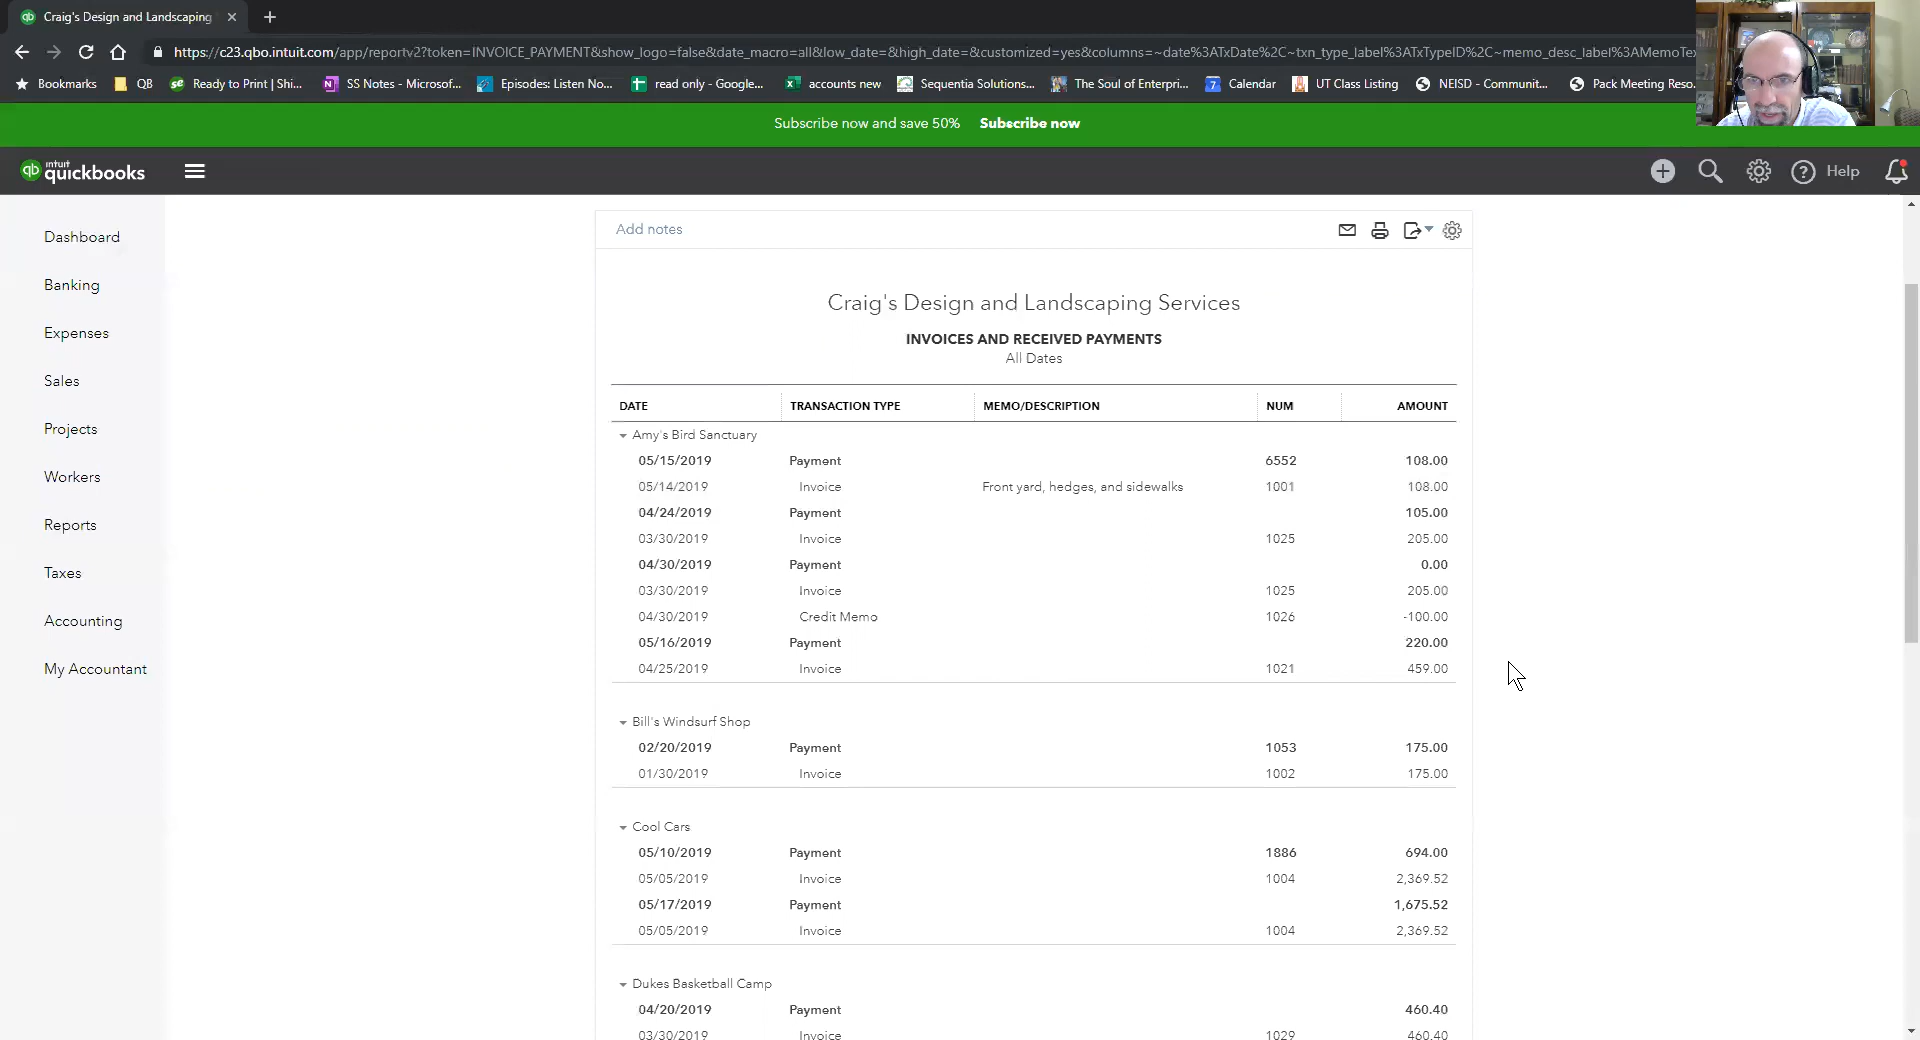 Craig's Design and Landscaping
https://c23.qbo.intuit.com/app/reportv2?token=INVOICE_PAYMENT&show_logo=false&date_macro=all&low_date=&high_date=&customized=yes&columns=~date%3ATxDate%2C~txn_type_label%3ATxTypeID%2C~memo_desc_label%3AMemoTex
Bookmarks QB Ready to Print | Shi... SS Notes - Microsof... Episodes: Listen No... read only - Google... accounts new Sequentia Solutions... The Soul of Enterpri... 7 Calendar UT Class Listing NEISD - Communit... Pack Meeting Reso
Subscribe now and save 50% Subscribe now
qb intuit quickbooks Help
Dashboard
Banking
Expenses
Sales
Projects
Workers
Reports
Taxes
Accounting
My Accountant
Add notes
Craig's Design and Landscaping Services
INVOICES AND RECEIVED PAYMENTS
All Dates
DATE TRANSACTION TYPE MEMO/DESCRIPTION NUM AMOUNT
Amy's Bird Sanctuary
05/15/2019 Payment 6552 108.00
05/14/2019 Invoice Front yard, hedges, and sidewalks 1001 108.00
04/24/2019 Payment 105.00
03/30/2019 Invoice 1025 205.00
04/30/2019 Payment 0.00
03/30/2019 Invoice 1025 205.00
04/30/2019 Credit Memo 1026 -100.00
05/16/2019 Payment 220.00
04/25/2019 Invoice 1021 459.00
Bill's Windsurf Shop
02/20/2019 Payment 1053 175.00
01/30/2019 Invoice 1002 175.00
Cool Cars
05/10/2019 Payment 1886 694.00
05/05/2019 Invoice 1004 2,369.52
05/17/2019 Payment 1,675.52
05/05/2019 Invoice 1004 2,369.52
Dukes Basketball Camp
04/20/2019 Payment 460.40
03/30/2019 Invoice 1029 460.40